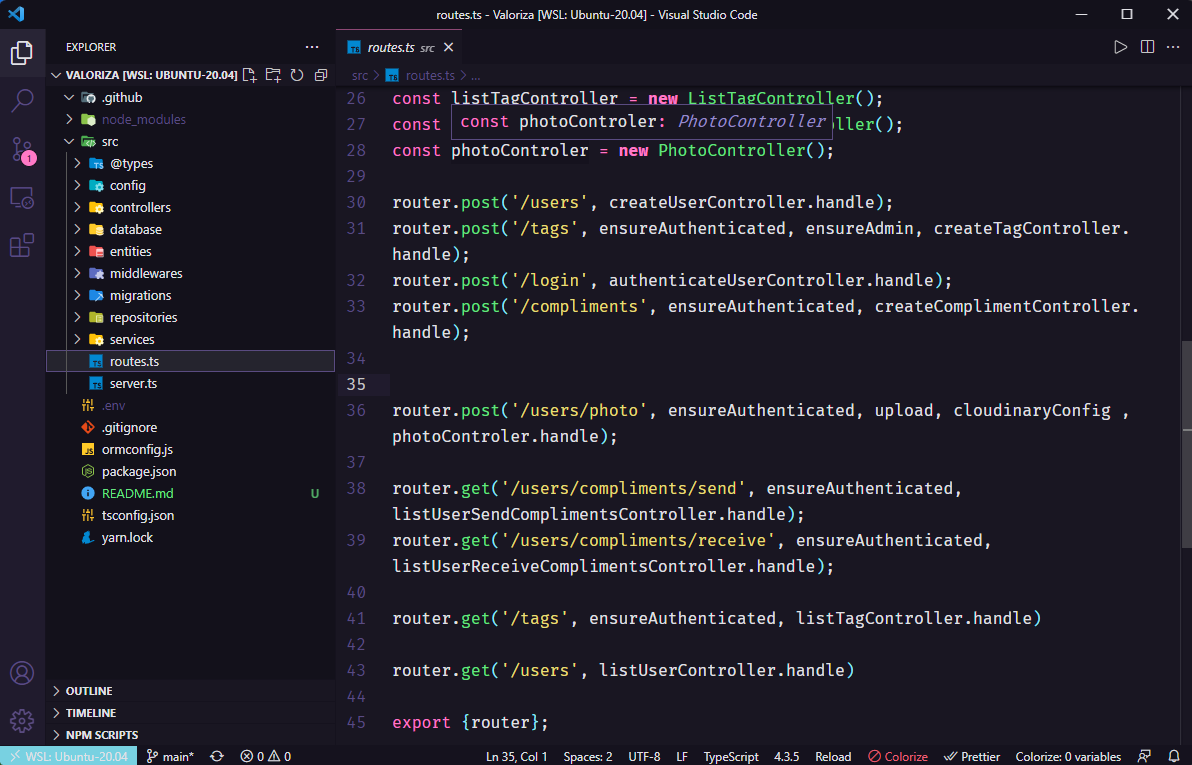 routes.ts - Valoriza [WSL: Ubuntu-20.04] - Visual Studio Code
EXPLORER
routes.ts src
VALORIZA [WSL: UBUNTU-20.04]
src > routes.ts > ...
.github
node_modules
src
@types
config
controllers
database
entities
middlewares
migrations
repositories
services
routes.ts
server.ts
.env
.gitignore
ormconfig.js
package.json
README.md U
tsconfig.json
yarn.lock
OUTLINE
TIMELINE
NPM SCRIPTS
1
26 const listTagController = new ListTagController();
const photoControler: PhotoController
27 const ller();
28 const photoControler = new PhotoController();
29
30 router.post('/users', createUserController.handle);
31 router.post('/tags', ensureAuthenticated, ensureAdmin, createTagController.
handle);
32 router.post('/login', authenticateUserController.handle);
33 router.post('/compliments', ensureAuthenticated, createComplimentController.
handle);
34
35
36 router.post('/users/photo', ensureAuthenticated, upload, cloudinaryConfig ,
photoControler.handle);
37
38 router.get('/users/compliments/send', ensureAuthenticated,
listUserSendComplimentsController.handle);
39 router.get('/users/compliments/receive', ensureAuthenticated,
listUserReceiveComplimentsController.handle);
40
41 router.get('/tags', ensureAuthenticated, listTagController.handle)
42
43 router.get('/users', listUserController.handle)
44
45 export {router};
WSL: Ubuntu-20.04 main* 0 0 Ln 35, Col 1 Spaces: 2 UTF-8 LF TypeScript 4.3.5 Reload Colorize Prettier Colorize: 0 variables